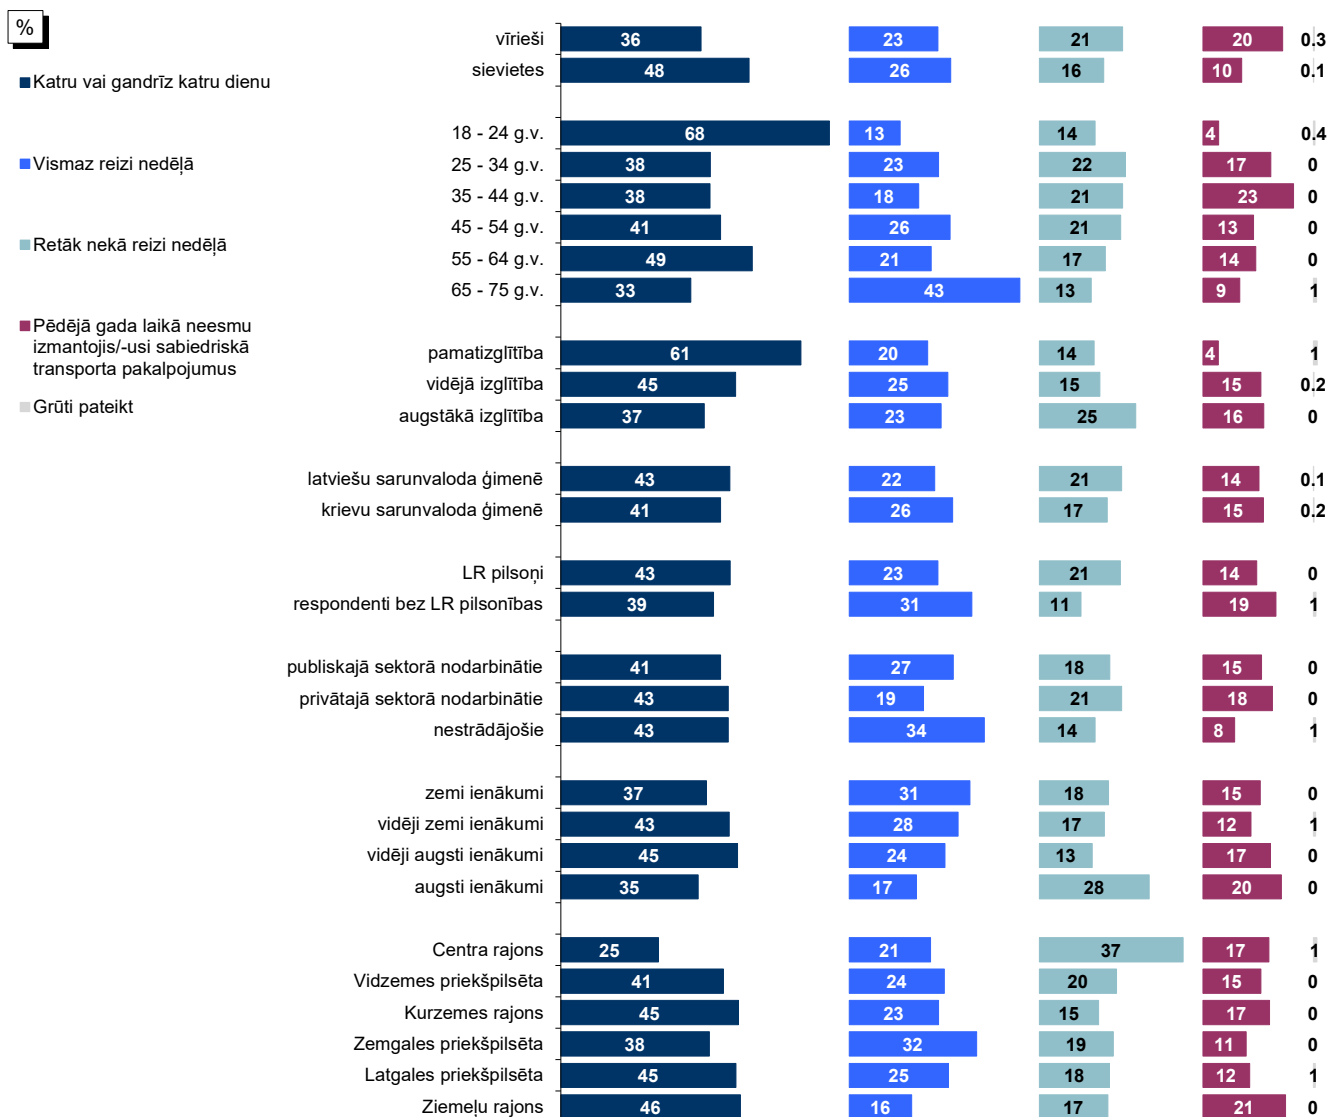 %
Katru vai gandrīz katru dienu
Vismaz reizi nedēļā
Retāk nekā reizi nedēļā
Pēdējā gada laikā neesmu
izmantojis/-usi sabiedriskā
transporta pakalpojumus
Grūti pateikt
vīrieši 36 23 21 20 0.3
sievietes 48 26 16 10 0.1
18 - 24 g.v. 68 13 14 4 0.4
25 - 34 g.v. 38 23 22 17 0
35 - 44 g.v. 38 18 21 23 0
45 - 54 g.v. 41 26 21 13 0
55 - 64 g.v. 49 21 17 14 0
65 - 75 g.v. 33 43 13 9 1
pamatizglītība 61 20 14 4 1
vidējā izglītība 45 25 15 15 0.2
augstākā izglītība 37 23 25 16 0
latviešu sarunvaloda ģimenē 43 22 21 14 0.1
krievu sarunvaloda ģimenē 41 26 17 15 0.2
LR pilsoņi 43 23 21 14 0
respondenti bez LR pilsonības 39 31 11 19 1
publiskajā sektorā nodarbinātie 41 27 18 15 0
privātajā sektorā nodarbinātie 43 19 21 18 0
nestrādājošie 43 34 14 8 1
zemi ienākumi 37 31 18 15 0
vidēji zemi ienākumi 43 28 17 12 1
vidēji augsti ienākumi 45 24 13 17 0
augsti ienākumi 35 17 28 20 0
Centra rajons 25 21 37 17 1
Vidzemes priekšpilsēta 41 24 20 15 0
Kurzemes rajons 45 23 15 17 0
Zemgales priekšpilsēta 38 32 19 11 0
Latgales priekšpilsēta 45 25 18 12 1
Ziemeļu rajons 46 16 17 21 0